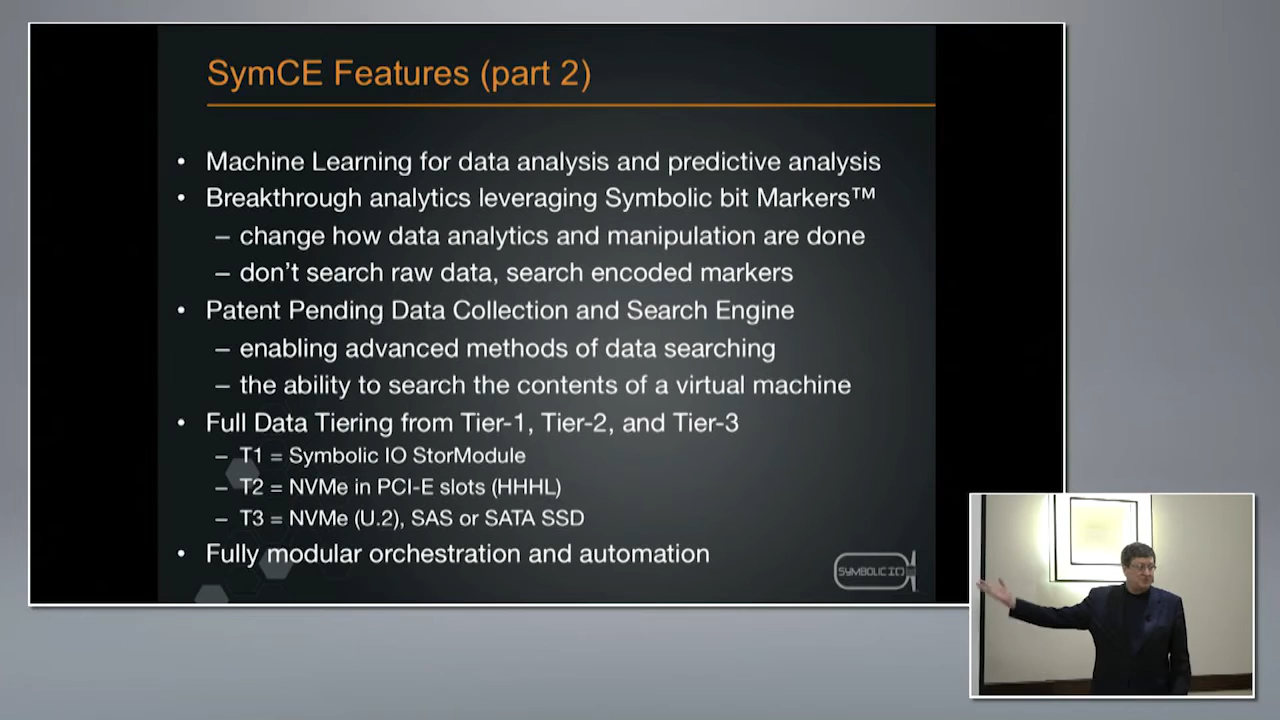 SymCE Features (part 2)
• Machine Learning for data analysis and predictive analysis
• Breakthrough analytics leveraging Symbolic bit Markers™
– change how data analytics and manipulation are done
– don't search raw data, search encoded markers
• Patent Pending Data Collection and Search Engine
– enabling advanced methods of data searching
– the ability to search the contents of a virtual machine
• Full Data Tiering from Tier-1, Tier-2, and Tier-3
– T1 = Symbolic IO StorModule
– T2 = NVMe in PCI-E slots (HHHL)
– T3 = NVMe (U.2), SAS or SATA SSD
• Fully modular orchestration and automation
SYMBOLIC IO